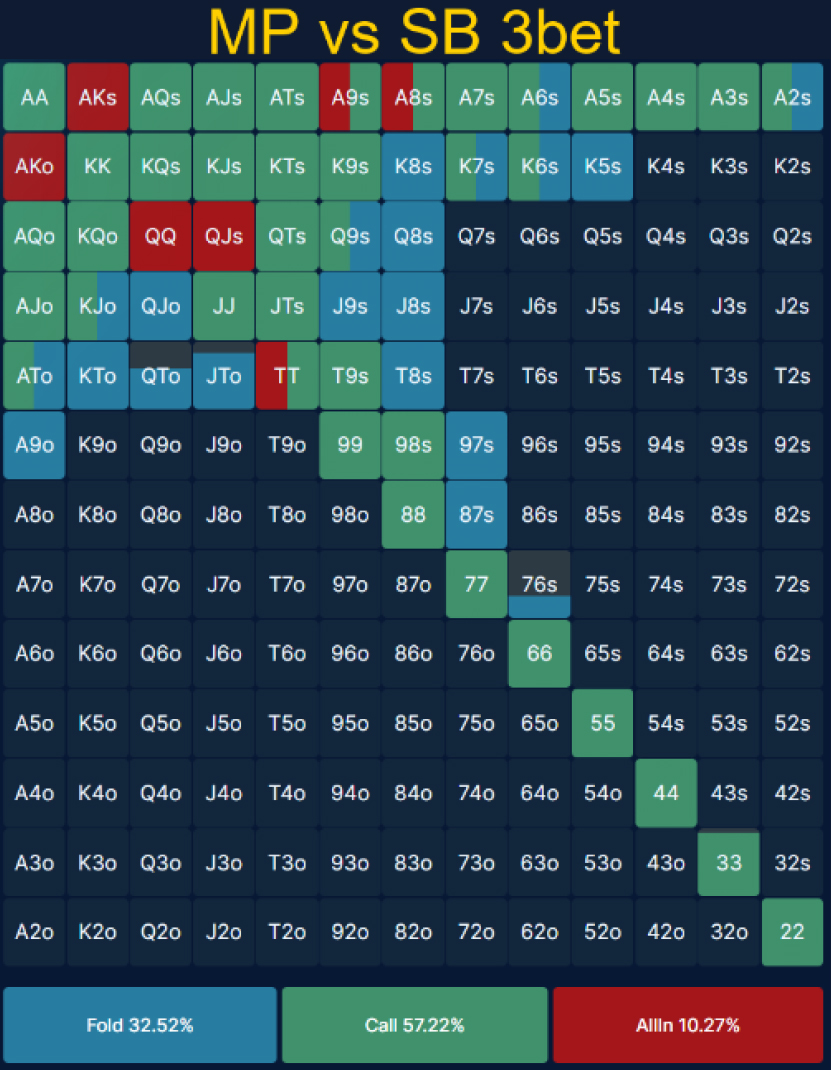 MP vs SB 3bet
AA AKs AQs AJs ATs A9s A8s A7s A6s A5s A4s A3s A2s
AKo KK KQs KJs KTs K9s K8s K7s K6s K5s K4s K3s K2s
AQo KQo QQ QJs QTs Q9s Q8s Q7s Q6s Q5s Q4s Q3s Q2s
AJo KJo QJo JJ JTs J9s J8s J7s J6s J5s J4s J3s J2s
ATo KTo QTo JTo TT T9s T8s T7s T6s T5s T4s T3s T2s
A9o K9o Q9o J9o T9o 99 98s 97s 96s 95s 94s 93s 92s
A8o K8o Q8o J8o T8o 98o 88 87s 86s 85s 84s 83s 82s
A7o K7o Q7o J7o T7o 97o 87o 77 76s 75s 74s 73s 72s
A6o K6o Q6o J6o T6o 96o 86o 76o 66 65s 64s 63s 62s
A5o K5o Q5o J5o T5o 95o 85o 75o 65o 55 54s 53s 52s
A4o K4o Q4o J4o T4o 94o 84o 74o 64o 54o 44 43s 42s
A3o K3o Q3o J3o T3o 93o 83o 73o 63o 53o 43o 33 32s
A2o K2o Q2o J2o T2o 92o 82o 72o 62o 52o 42o 32o 22
Fold 32.52% Call 57.22% AllIn 10.27%